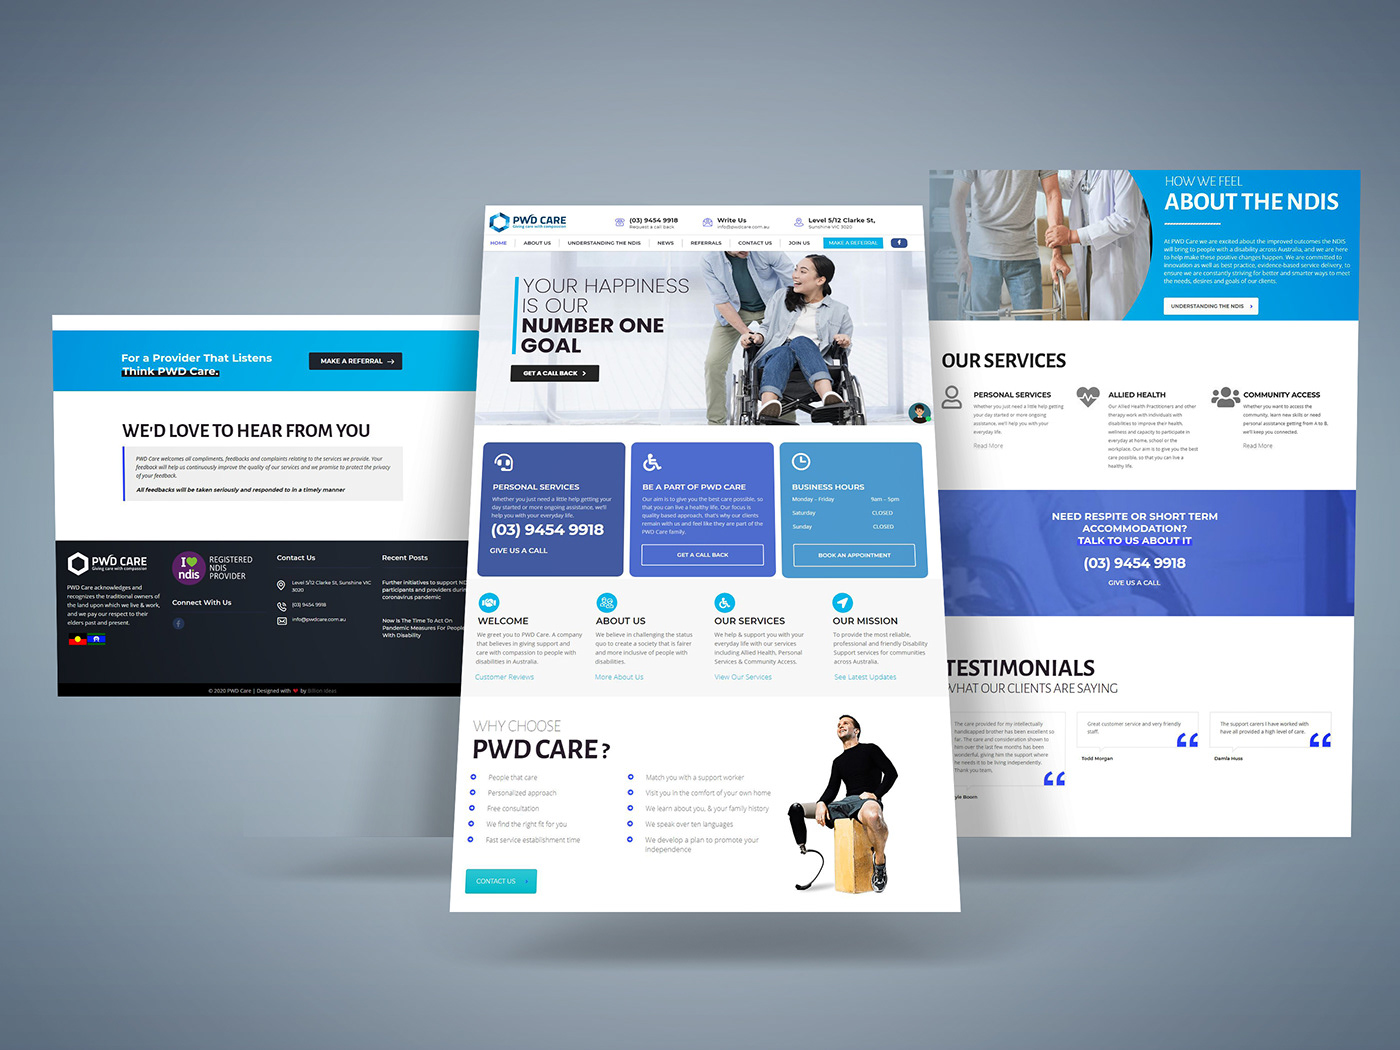 For a Provider That Listens
Think PWD Care.
MAKE A REFERRAL
WE'D LOVE TO HEAR FROM YOU
PWD Care welcomes all compliments, feedbacks and complaints relating to the services we provide. Your
feedback will help us continuously improve the quality of our services and we promise to protect the privacy
of your feedback.
All feedbacks will be taken seriously and responded to in a timely manner
PWD CARE
Giving care with compassion
PWD Care acknowledges and
recognizes the traditional owners of
the land upon which we live & work,
and we pay our respect to their
elders past and present.
I
ndis
REGISTERED
NDIS
PROVIDER
Connect With Us
f
Contact Us
Level 5/12 Clarke St, Sunshine VIC
3020
(03) 9454 9918
info@pwdcare.com.au
Recent Posts
Further initiatives to support ND
participants and providers durin
coronavirus pandemic
Now Is The Time To Act On
Pandemic Measures For People
With Disability
© 2020 PWD Care | Designed with by Billion Ideas
PWD CARE
Giving care with compassion
(03) 9454 9918
Request a call back
Write Us
info@pwdcare.com.au
Level 5/12 Clarke St,
Sunshine VIC 3020
HOME
ABOUT US
UNDERSTANDING THE NDIS
NEWS
REFERRALS
CONTACT US
JOIN US
MAKE A REFERRAL
f
YOUR HAPPINESS
IS OUR
NUMBER ONE
GOAL
GET A CALL BACK
PERSONAL SERVICES
Whether you just need a little help getting your
day started or more ongoing assistance, we'll
help you with your everyday life.
(03) 9454 9918
GIVE US A CALL
BE A PART OF PWD CARE
Our aim is to give you the best care possible, so
that you can live a healthy life. Our focus is
quality based approach, that's why our clients
remain with us and feel like they are part of the
PWD Care family.
GET A CALL BACK
BUSINESS HOURS
Monday - Friday 9am - 5pm
Saturday CLOSED
Sunday CLOSED
BOOK AN APPOINTMENT
WELCOME
We greet you to PWD Care. A company
that believes in giving support and
care with compassion to people with
disabilities in Australia.
Customer Reviews
ABOUT US
We believe in challenging the status
quo to create a society that is fairer
and more inclusive of people with
disabilities.
More About Us
OUR SERVICES
We help & support you with your
everyday life with our services
including Allied Health, Personal
Services & Community Access.
View Our Services
OUR MISSION
To provide the most reliable,
professional and friendly Disability
Support services for communities
across Australia.
See Latest Updates
WHY CHOOSE
PWD CARE?
People that care
Personalized approach
Free consultation
We find the right fit for you
Fast service establishment time
Match you with a support worker
Visit you in the comfort of your own home
We learn about you, & your family history
We speak over ten languages
We develop a plan to promote your
independence
CONTACT US
HOW WE FEEL
ABOUT THE NDIS
At PWD Care we are excited about the improved outcomes the NDIS
will bring to people with a disability across Australia, and we are here
to help make these positive changes happen. We are committed to
innovation as well as best practice, evidence-based service delivery, to
ensure we are constantly striving for better and smarter ways to meet
the needs, desires and goals of our clients.
UNDERSTANDING THE NDIS
OUR SERVICES
PERSONAL SERVICES
Whether you just need a little help getting
your day started or more ongoing
assistance, we'll help you with your
everyday life.
Read More
ALLIED HEALTH
Our Allied Health Practitioners and other
therapy work with individuals with
disabilities to improve their health,
wellness and capacity to participate in
everyday at home, school or the
workplace. Our aim is to give you the best
care possible, so that you can live a
healthy life.
COMMUNITY ACCESS
Whether you want to access the
community, learn new skills or need
personal assistance getting from A to B,
we'll keep you connected.
Read More
NEED RESPITE OR SHORT TERM
ACCOMMODATION?
TALK TO US ABOUT IT
(03) 9454 9918
GIVE US A CALL
TESTIMONIALS
WHAT OUR CLIENTS ARE SAYING
The care provided for my intellectually
handicapped brother has been excellent so
far. The care and consideration shown to
him over the last few months has been
wonderful. giving him the support where
he needs it to be living independently.
Thank you team.
yle Boorn
Great customer service and very friendly
staff.
Todd Morgan
The support carers I have worked with
have all provided a high level of care.
Damla Huss